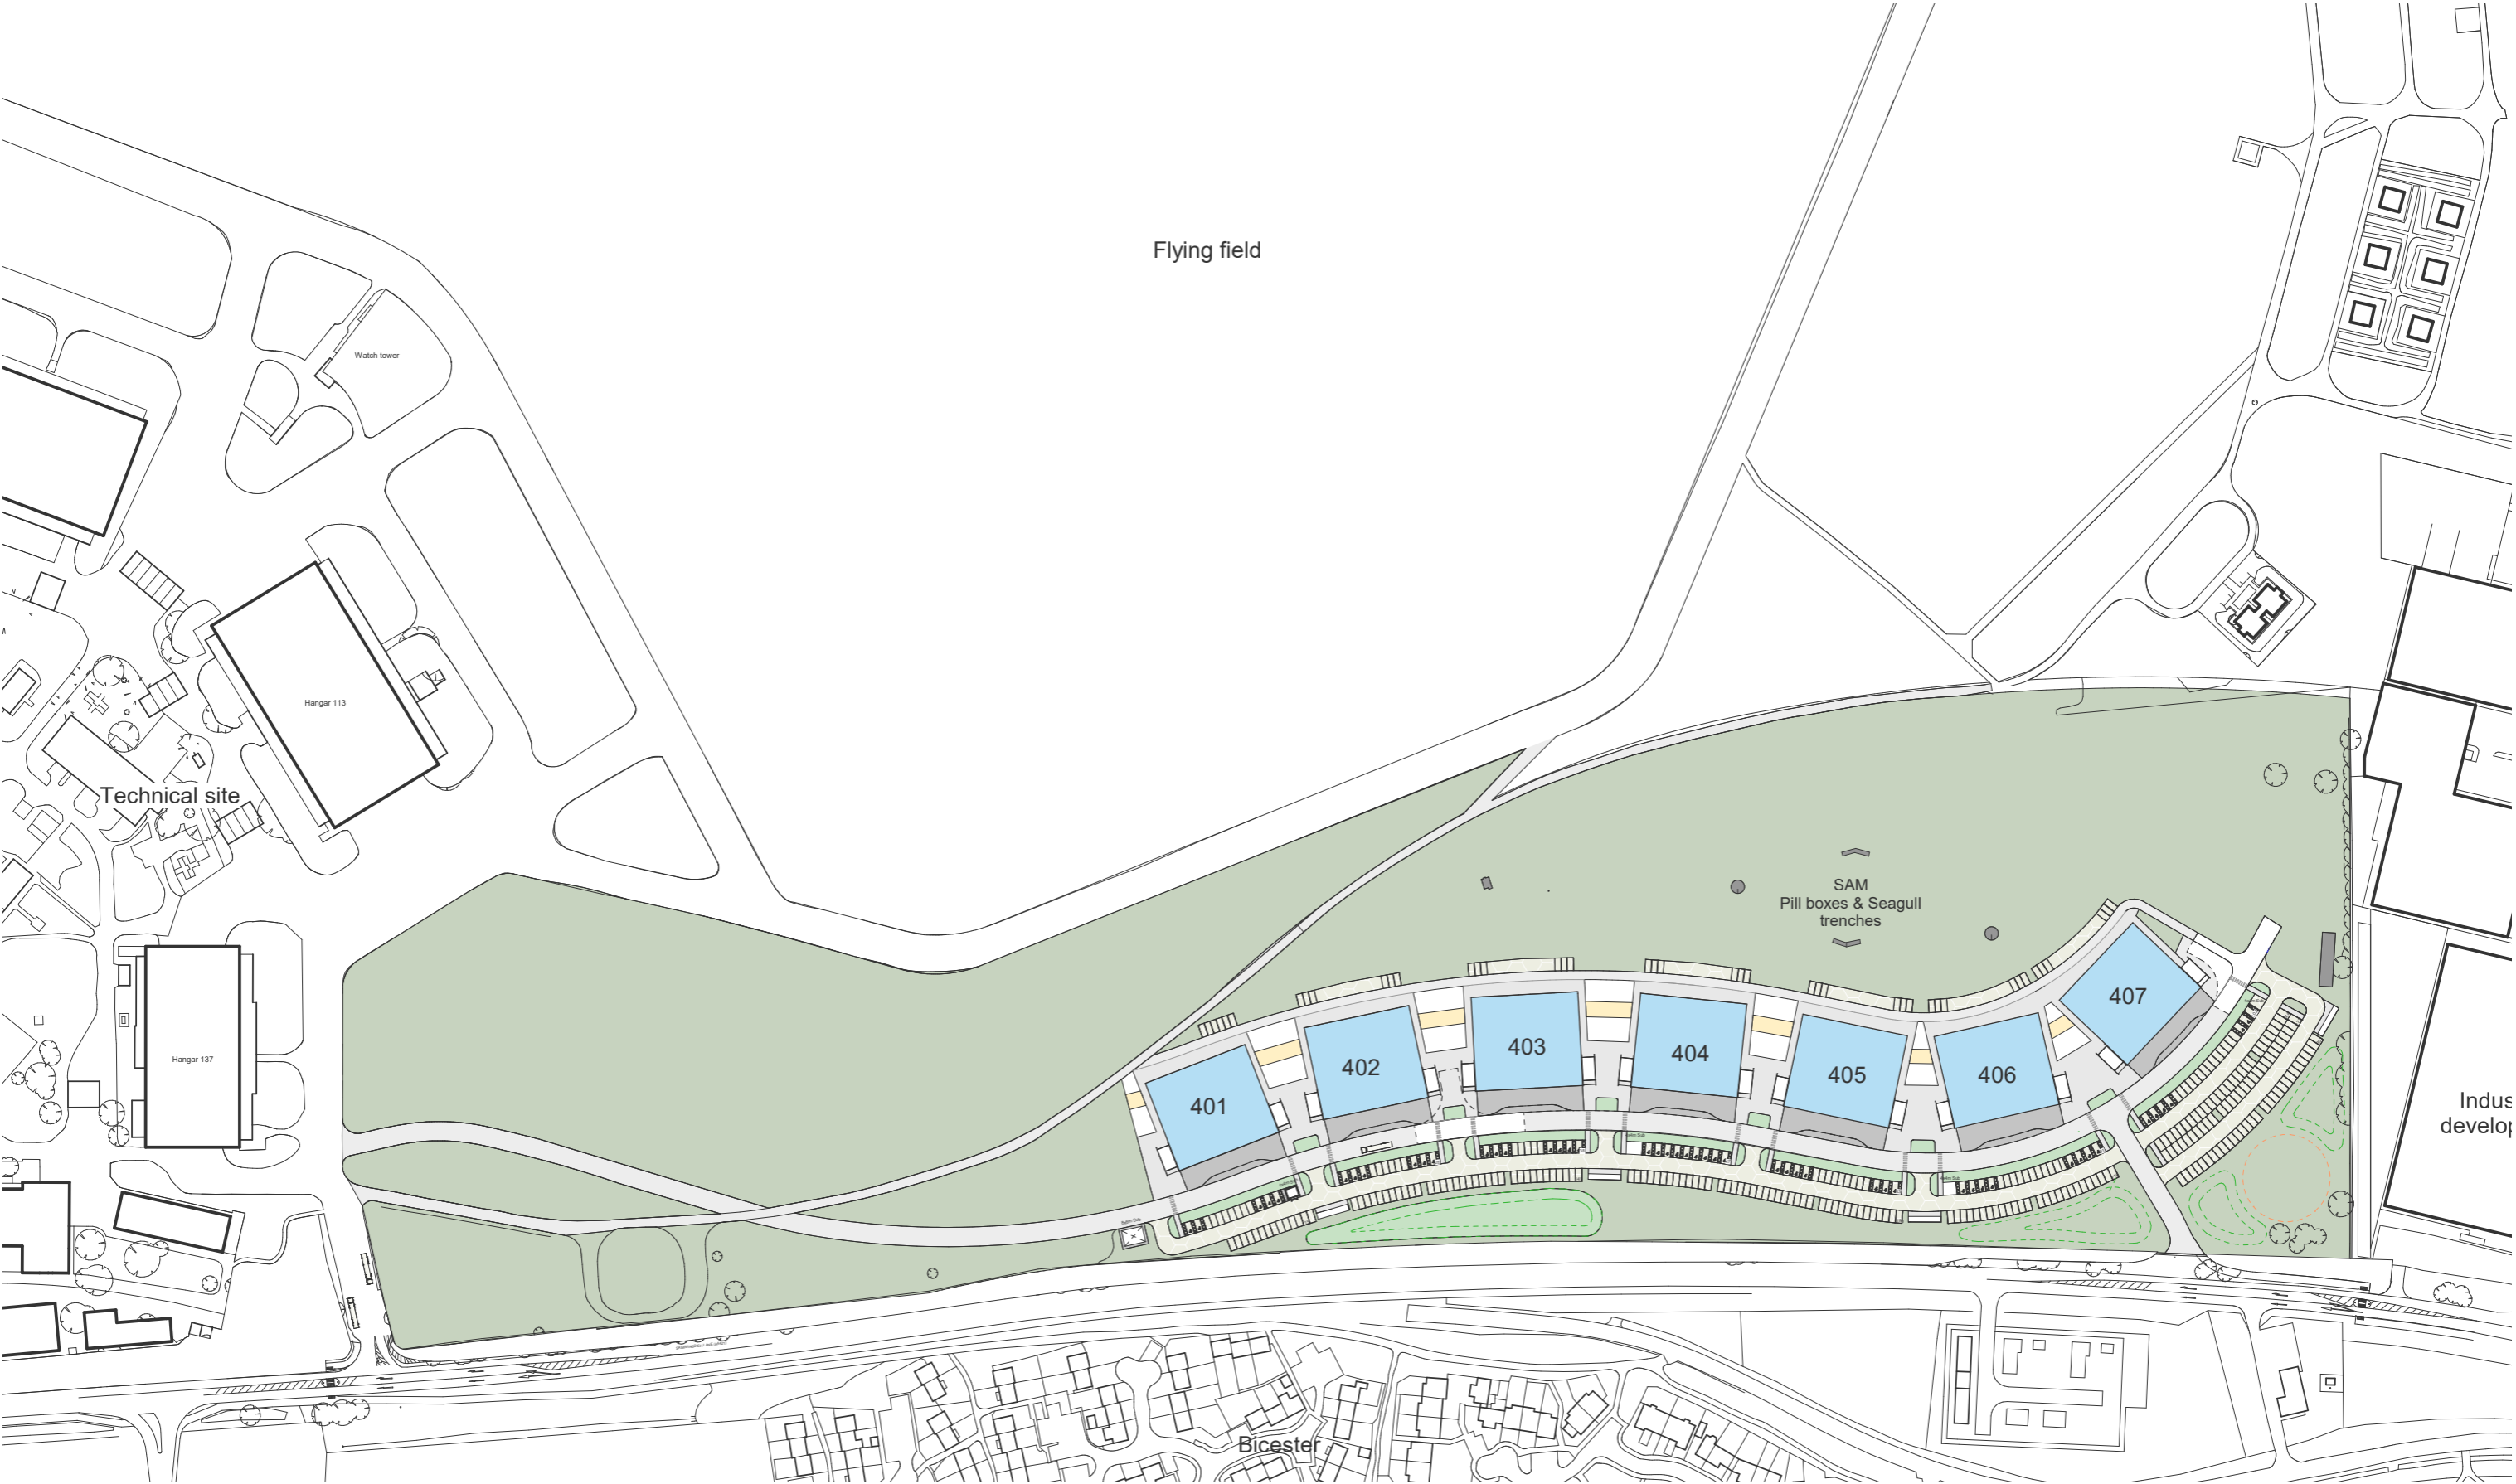 Flying field
Watch tower
Hangar 113
Technical site
SAM
Pill boxes & Seagull
trenches
407
403
404
402
405
406
401
Hangar 137
Indus
develop
Bicester